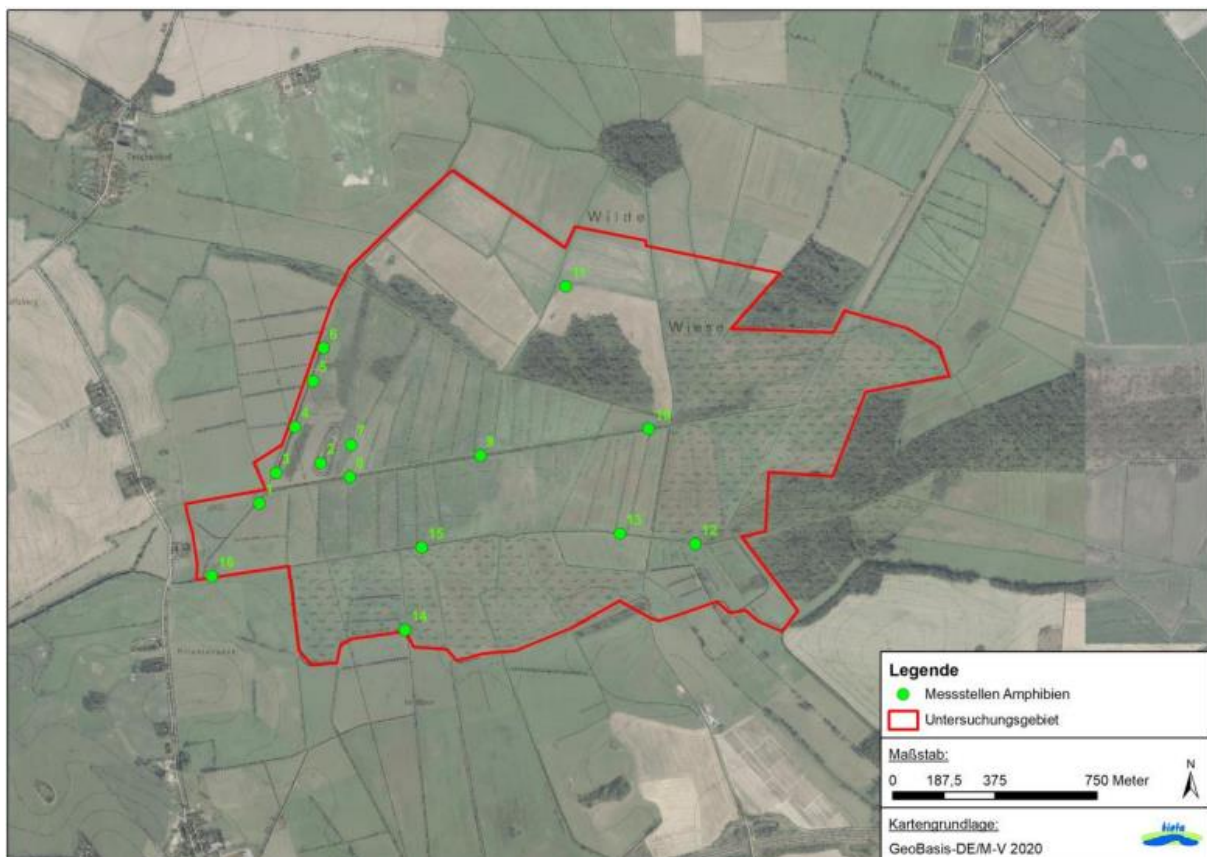 Wilde
Wiese
11
6
5
4
7
2
3
9
10
8
1
13
12
15
16
14
Legende
Messstellen Amphibien
Untersuchungsgebiet
Maßstab:
0 187,5 375 750 Meter
N
Kartengrundlage:
GeoBasis-DE/M-V 2020
biota